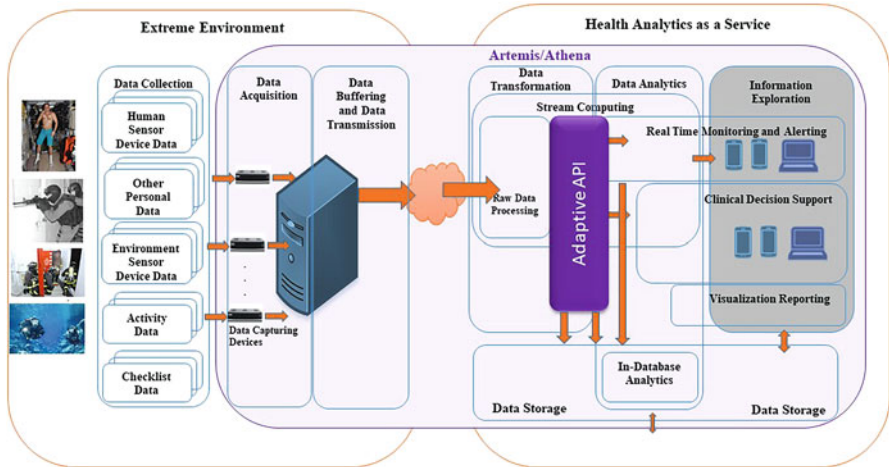 Extreme Environment
Health Analytics as a Service
Artemis/Athena
Data Collection
Human
Sensor
Device Data
Other
Personal
Data
Environment
Sensor
Device Data
Activity
Data
Checklist
Data
Data
Acquisition
Data Capturing
Devices
Data
Buffering
and Data
Transmission
Data
Transformation
Data Analytics
Information
Exploration
Stream Computing
Real Time Monitoring and Alerting
Raw Data
Processing
AdaptiveAPI
Clinical Decision Support
Visualization Reporting
In-Database
Analytics
Data Storage
Data Storage